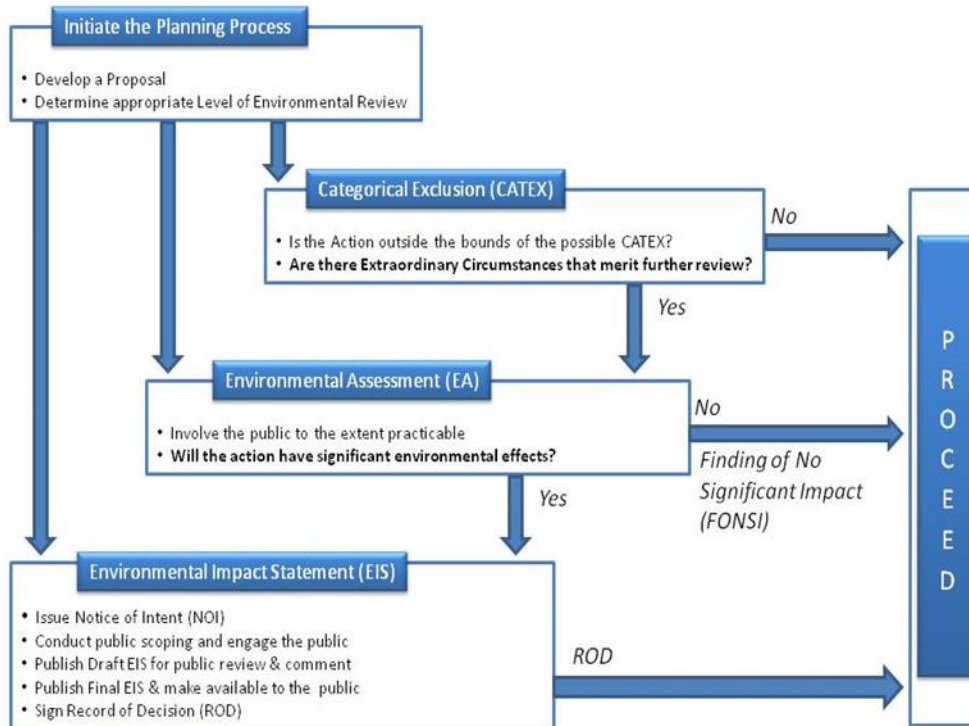 Initiate the Planning Process
• Develop a Proposal
• Determine appropriate Level of Environmental Review
Categorical Exclusion (CATEX)
• Is the Action outside the bounds of the possible CATEX?
• Are there Extraordinary Circumstances that merit further review?
No
Yes
Environmental Assessment (EA)
• Involve the public to the extent practicable
• Will the action have significant environmental effects?
No
Finding of No
Significant Impact
(FONSI)
Yes
Environmental Impact Statement (EIS)
• Issue Notice of Intent (NOI)
• Conduct public scoping and engage the public
• Publish Draft EIS for public review & comment
• Publish Final EIS & make available to the public
• Sign Record of Decision (ROD)
ROD
P
R
O
C
E
E
D